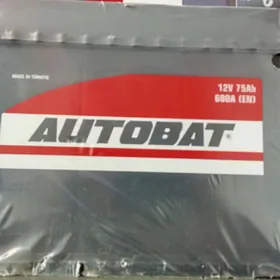 MADE IN TÜRKİYE
12V 75Ah
600A (EN)
AUTOBAT